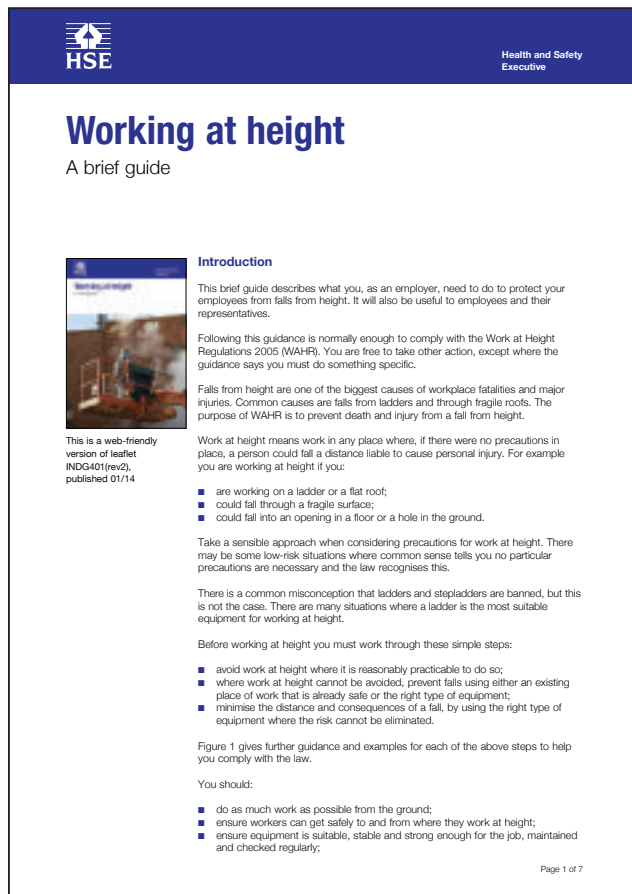 HSE
Health and Safety
Executive
Working at height
A brief guide
Working at height
This is a web-friendly
version of leaflet
INDG401(rev2),
published 01/14
Introduction
This brief guide describes what you, as an employer, need to do to protect your
employees from falls from height. It will also be useful to employees and their
representatives.
Following this guidance is normally enough to comply with the Work at Height
Regulations 2005 (WAHR). You are free to take other action, except where the
guidance says you must do something specific.
Falls from height are one of the biggest causes of workplace fatalities and major
injuries. Common causes are falls from ladders and through fragile roofs. The
purpose of WAHR is to prevent death and injury from a fall from height.
Work at height means work in any place where, if there were no precautions in
place, a person could fall a distance liable to cause personal injury. For example
you are working at height if you:
■ are working on a ladder or a flat roof;
■ could fall through a fragile surface;
■ could fall into an opening in a floor or a hole in the ground.
Take a sensible approach when considering precautions for work at height. There
may be some low-risk situations where common sense tells you no particular
precautions are necessary and the law recognises this.
There is a common misconception that ladders and stepladders are banned, but this
is not the case. There are many situations where a ladder is the most suitable
equipment for working at height.
Before working at height you must work through these simple steps:
■ avoid work at height where it is reasonably practicable to do so;
■ where work at height cannot be avoided, prevent falls using either an existing
place of work that is already safe or the right type of equipment;
■ minimise the distance and consequences of a fall, by using the right type of
equipment where the risk cannot be eliminated.
Figure 1 gives further guidance and examples for each of the above steps to help
you comply with the law.
You should:
■ do as much work as possible from the ground;
■ ensure workers can get safely to and from where they work at height;
■ ensure equipment is suitable, stable and strong enough for the job, maintained
and checked regularly;
Page 1 of 7